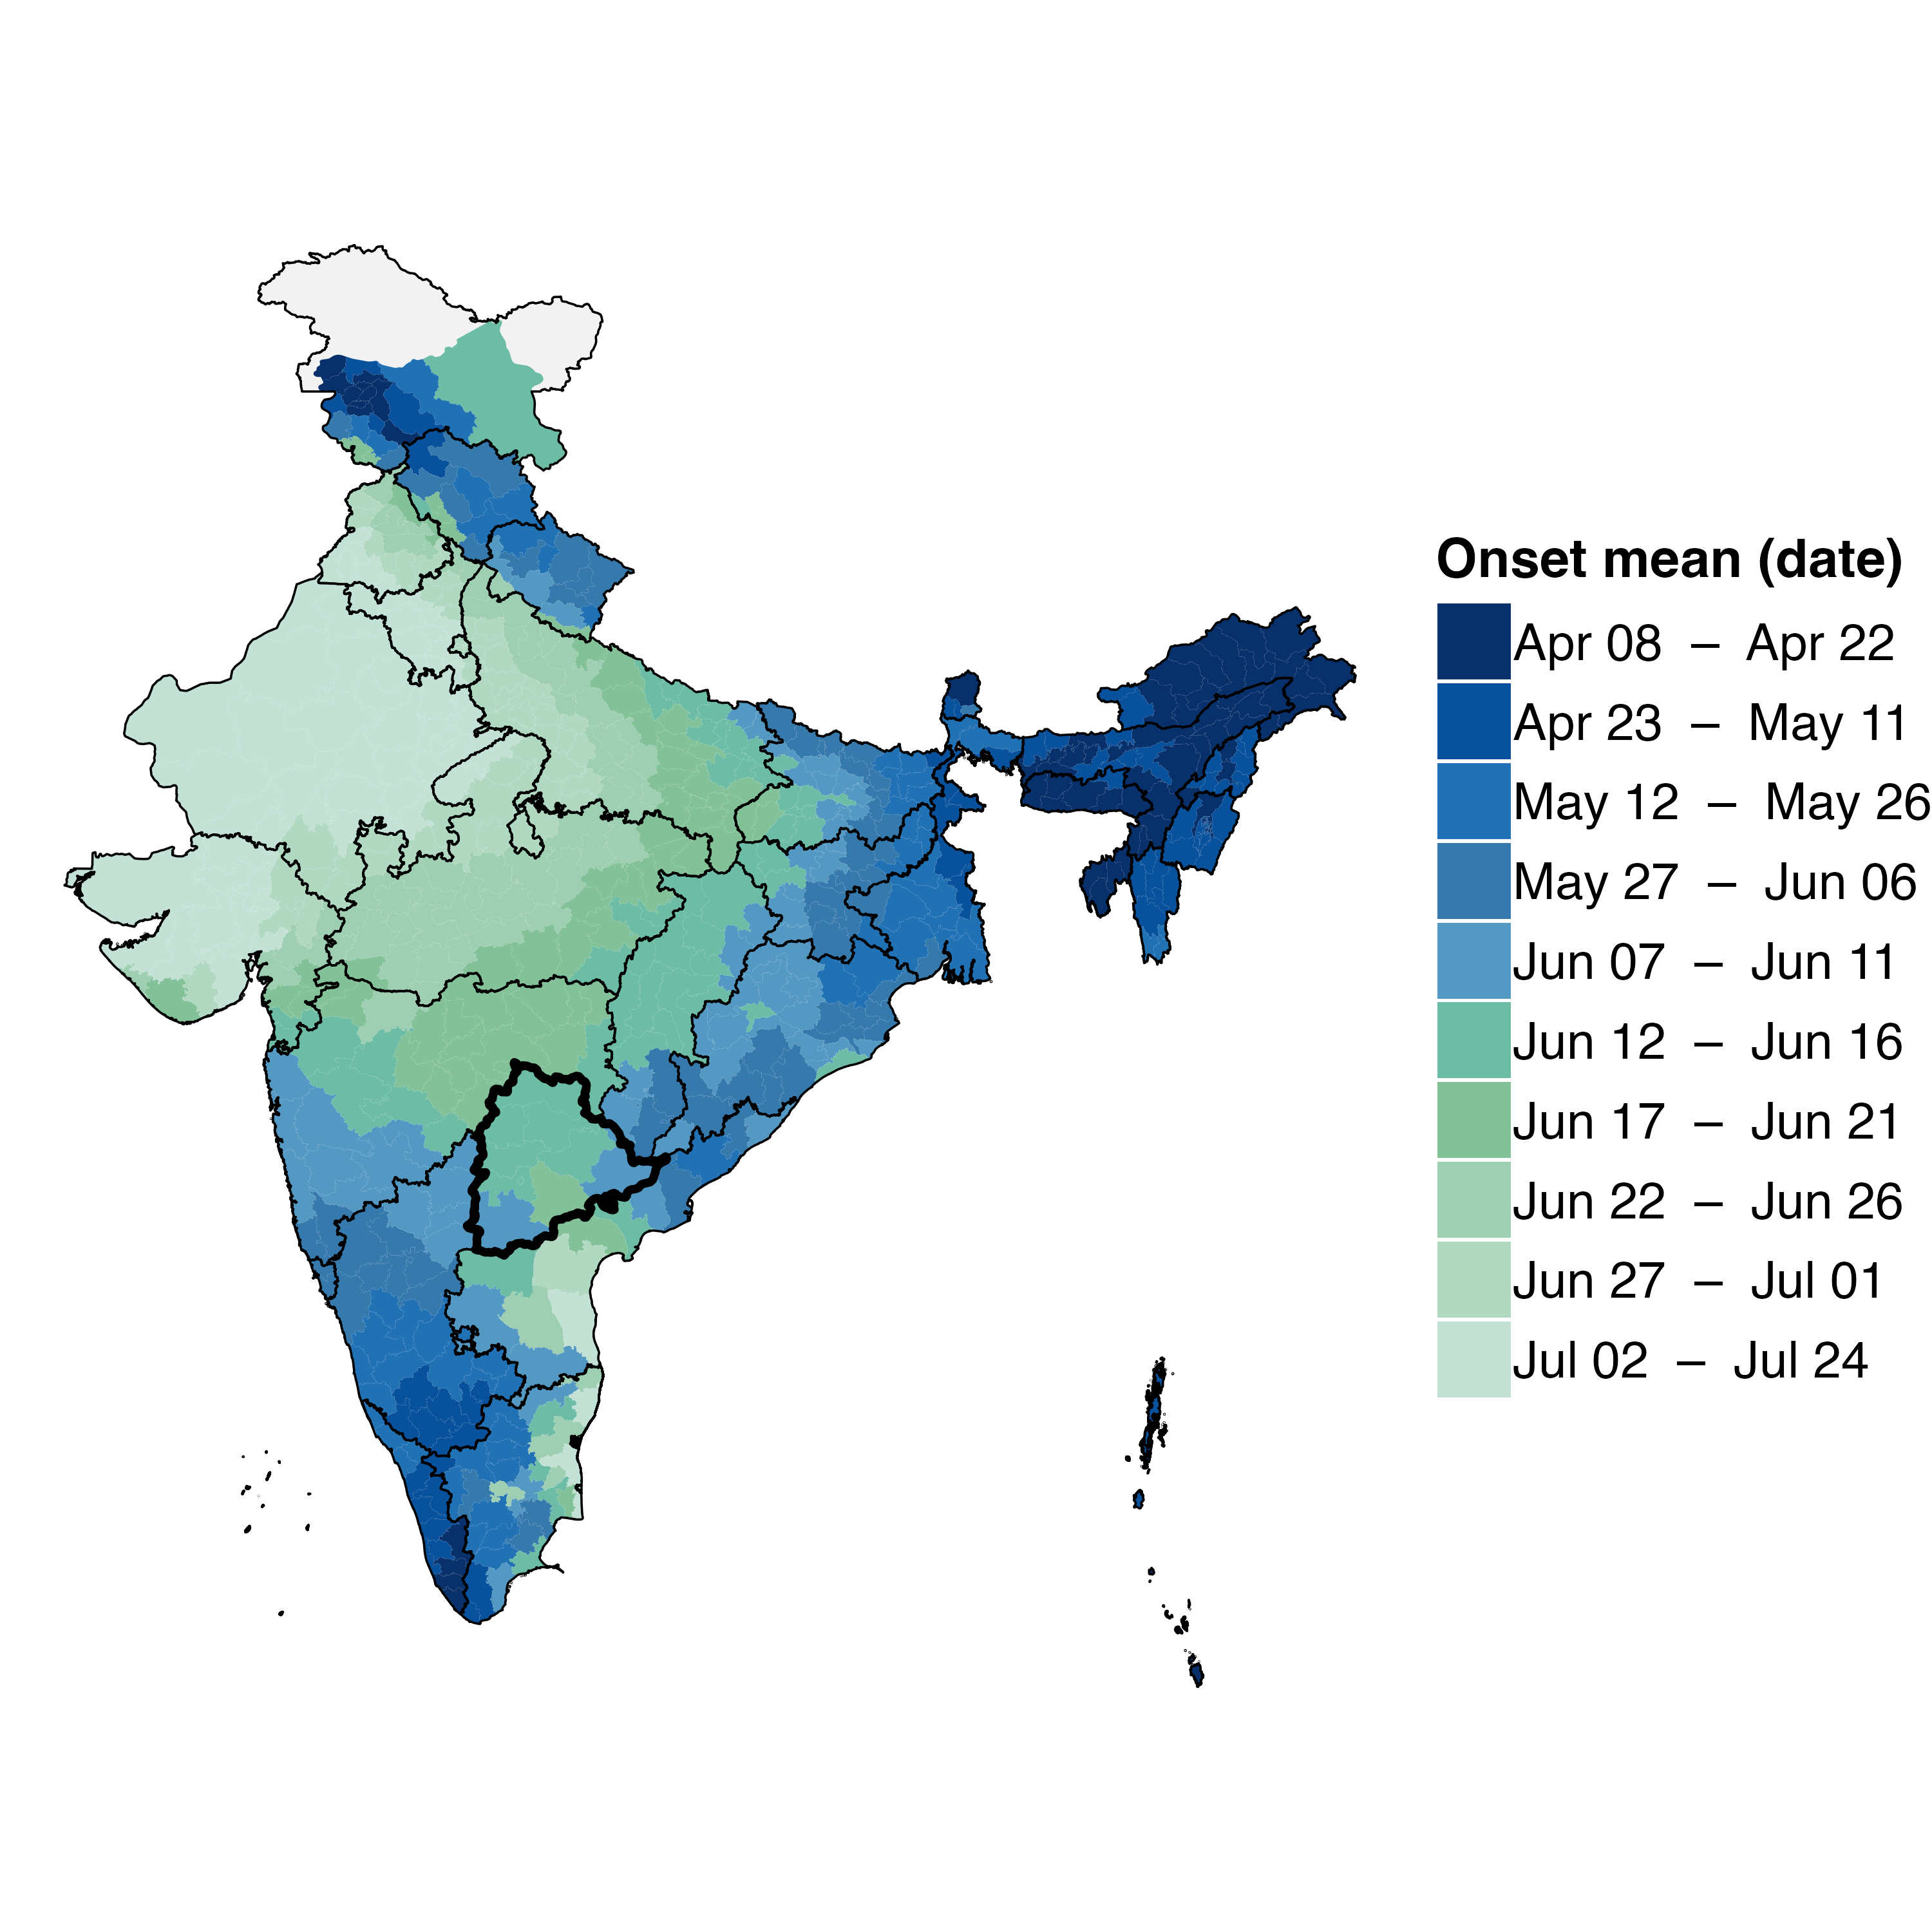 Onset mean (date)
Apr 08 – Apr 22
Apr 23 – May 11
May 12 – May 26
May 27 – Jun 06
Jun 07 – Jun 11
Jun 12 – Jun 16
Jun 17 – Jun 21
Jun 22 – Jun 26
Jun 27 – Jul 01
Jul 02 – Jul 24